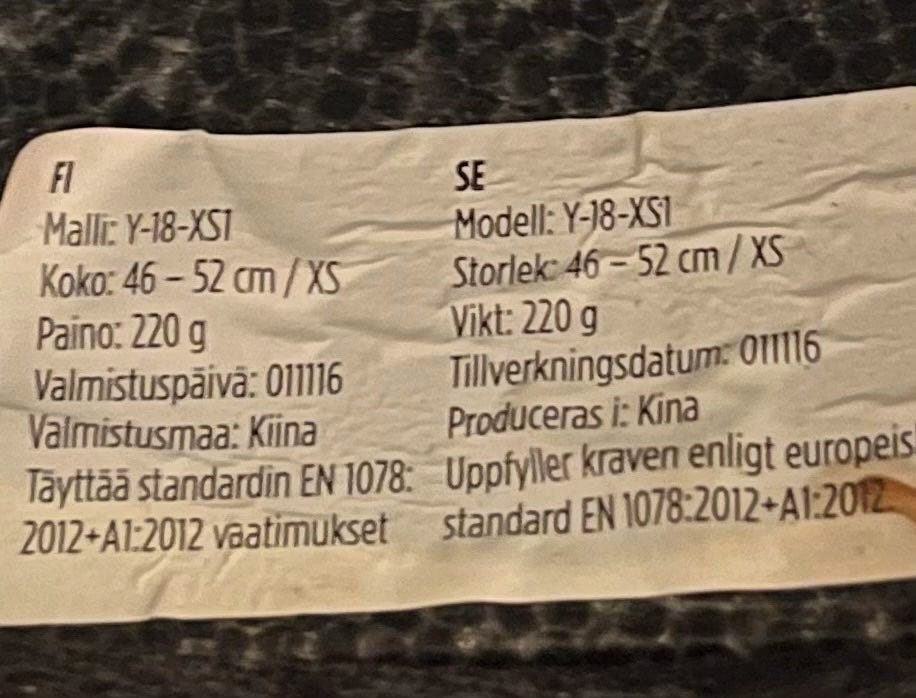 FI
Malli: Y-18-XS1
Koko: 46 – 52 cm / XS
Paino: 220 g
Valmistuspäivä: 011116
Valmistusmaa: Kiina
Täyttää standardin EN 1078:
2012+A1:2012 vaatimukset
SE
Modell: Y-18-XS1
Storlek: 46 – 52 cm / XS
Vikt: 220 g
Tillverkningsdatum: 011116
Produceras i: Kina
Uppfyller kraven enligt europeis
standard EN 1078:2012+A1:2012